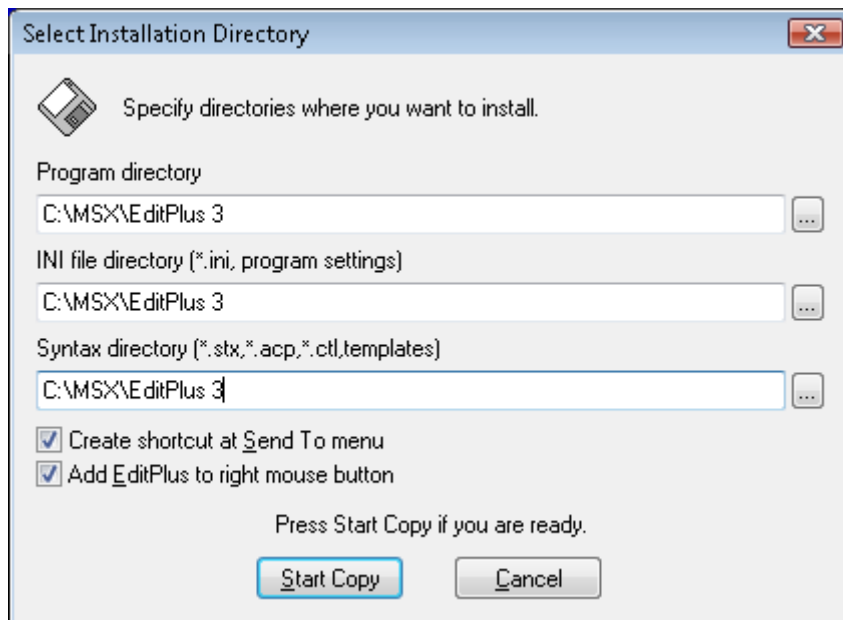 Select Installation Directory
Specify directories where you want to install.
Program directory
C:\MSX\EditPlus 3
...
INI file directory (*.ini, program settings)
C:\MSX\EditPlus 3
...
Syntax directory (*.stx,*.acp,*.ctl,templates)
C:\MSX\EditPlus 3
...
Create shortcut at Send To menu
Add EditPlus to right mouse button
Press Start Copy if you are ready.
Start Copy Cancel